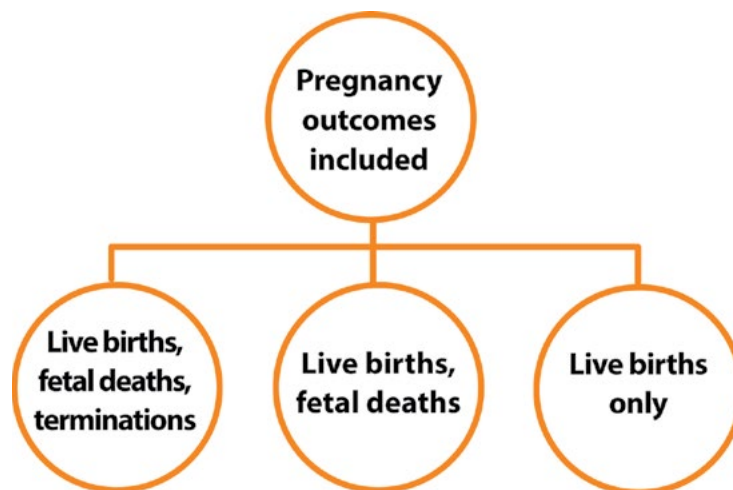 Pregnancy
outcomes
included
Live births,
fetal deaths,
terminations
Live births,
fetal deaths
Live births
only